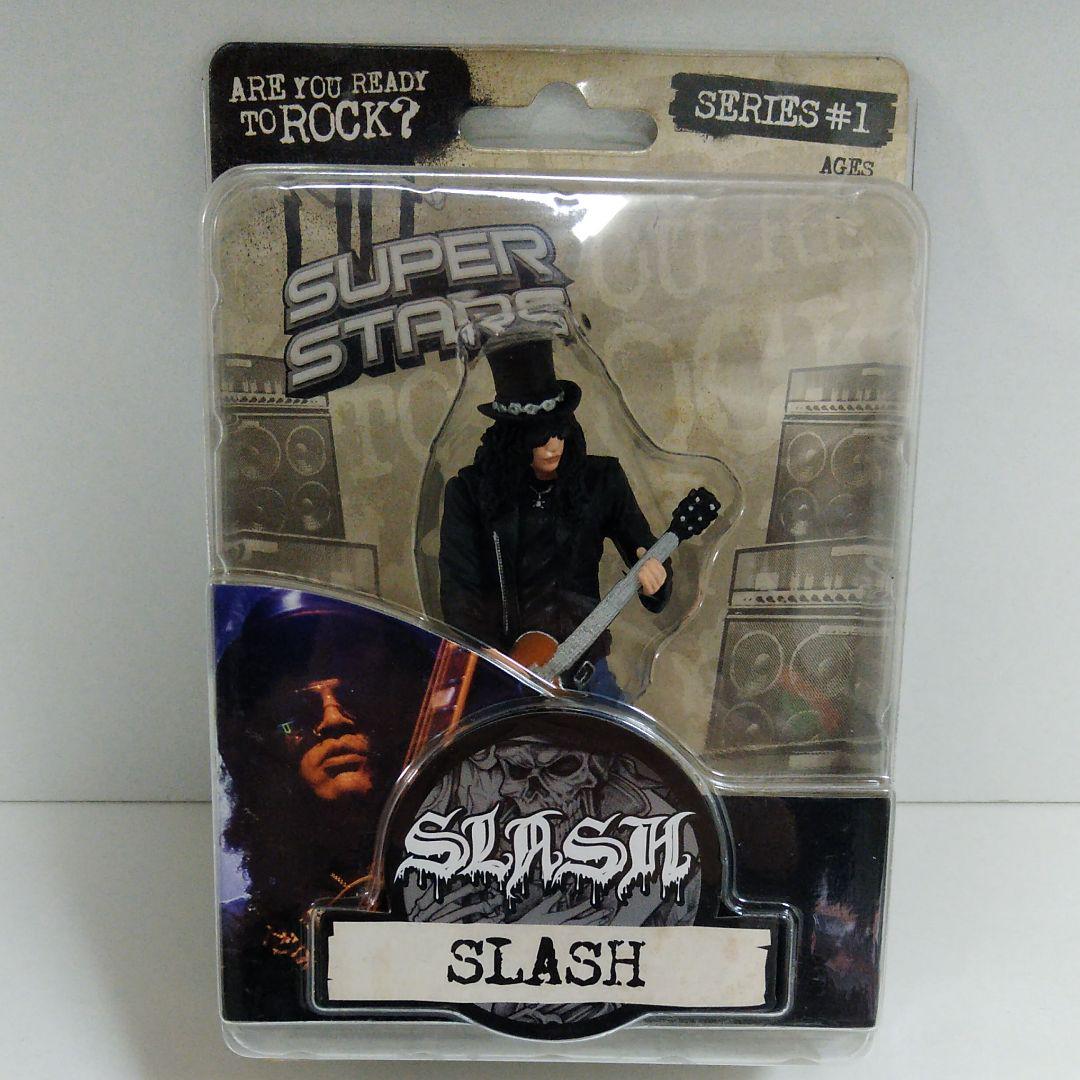 ARE YOU READY
TO ROCK?
SERIES #1
AGES
SUPER
STARS
SLASH
SLASH